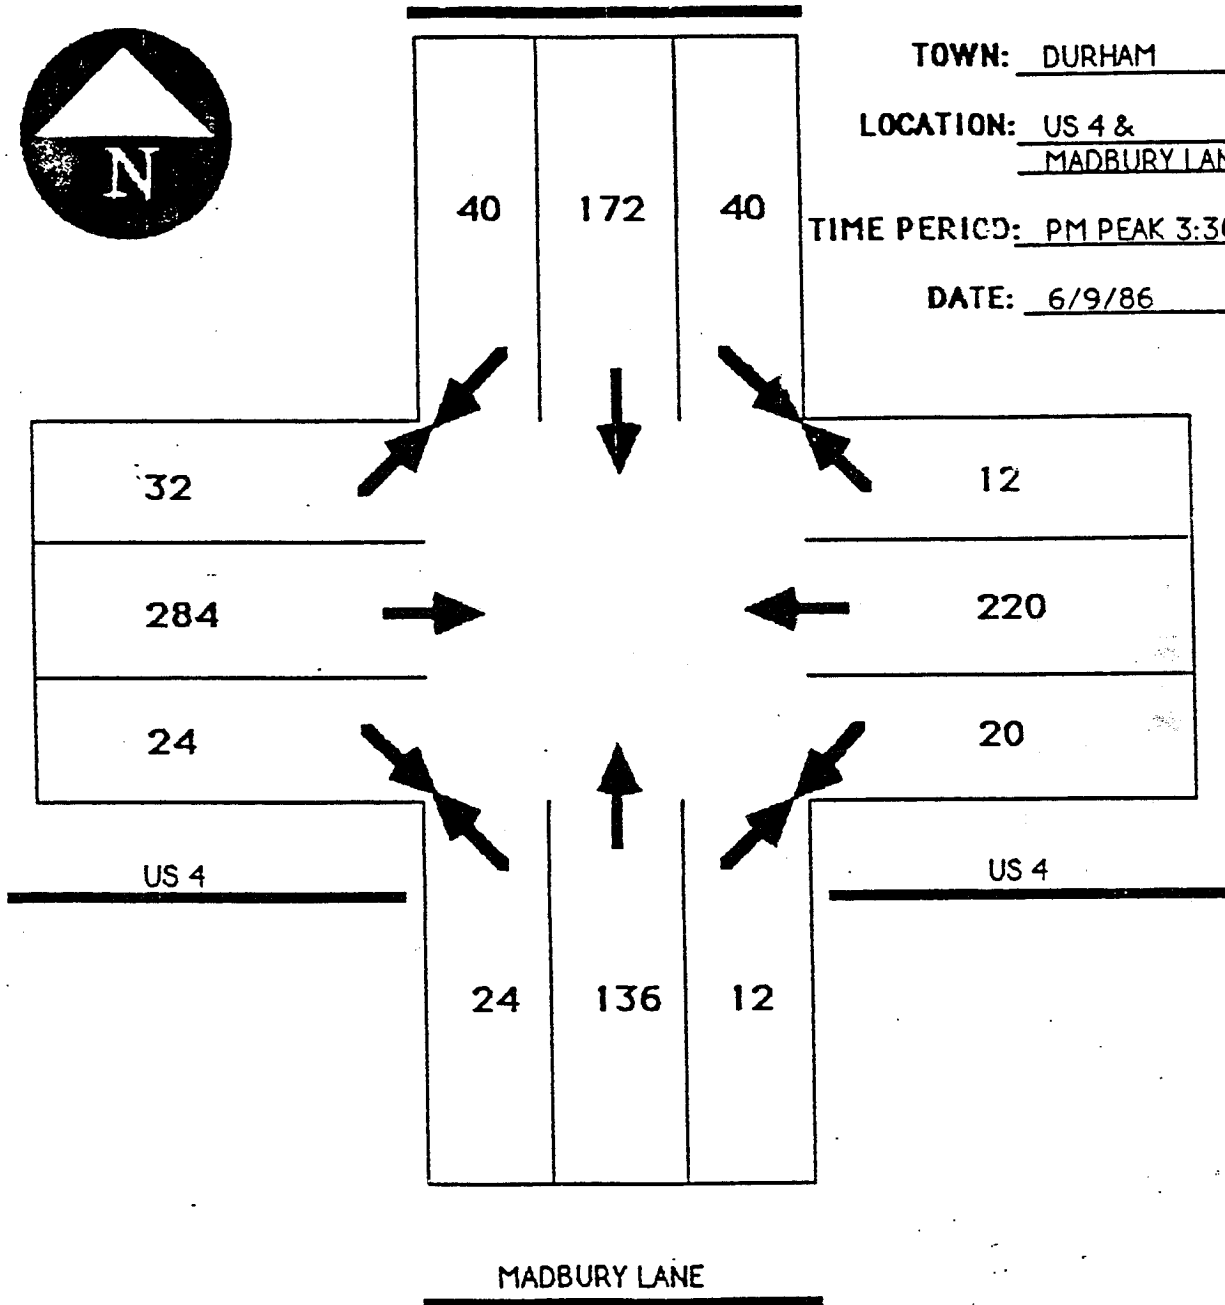 N
TOWN: DURHAM
LOCATION: US 4 &
MADBURY LAN
TIME PERIOD: PM PEAK 3:30
DATE: 6/9/86
40 172 40
32 12
284 220
24 20
US 4 US 4
24 136 12
MADBURY LANE